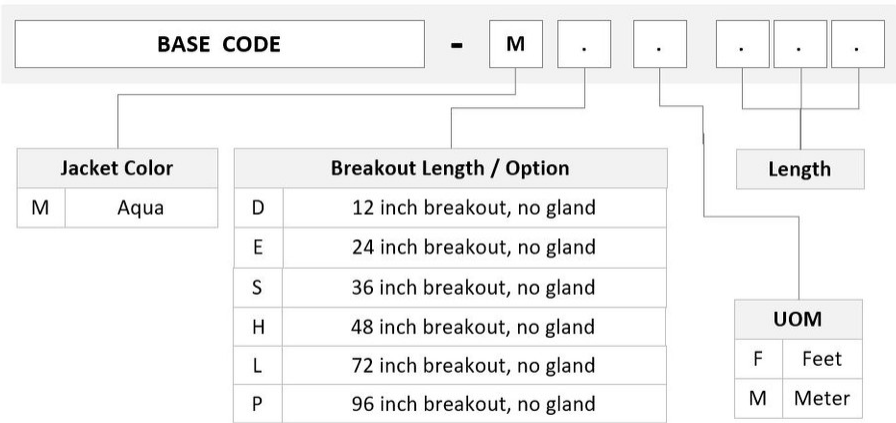 BASE CODE - M . . . . .
Jacket Color
M Aqua
Breakout Length / Option
D 12 inch breakout, no gland
E 24 inch breakout, no gland
S 36 inch breakout, no gland
H 48 inch breakout, no gland
L 72 inch breakout, no gland
P 96 inch breakout, no gland
Length
UOM
F Feet
M Meter